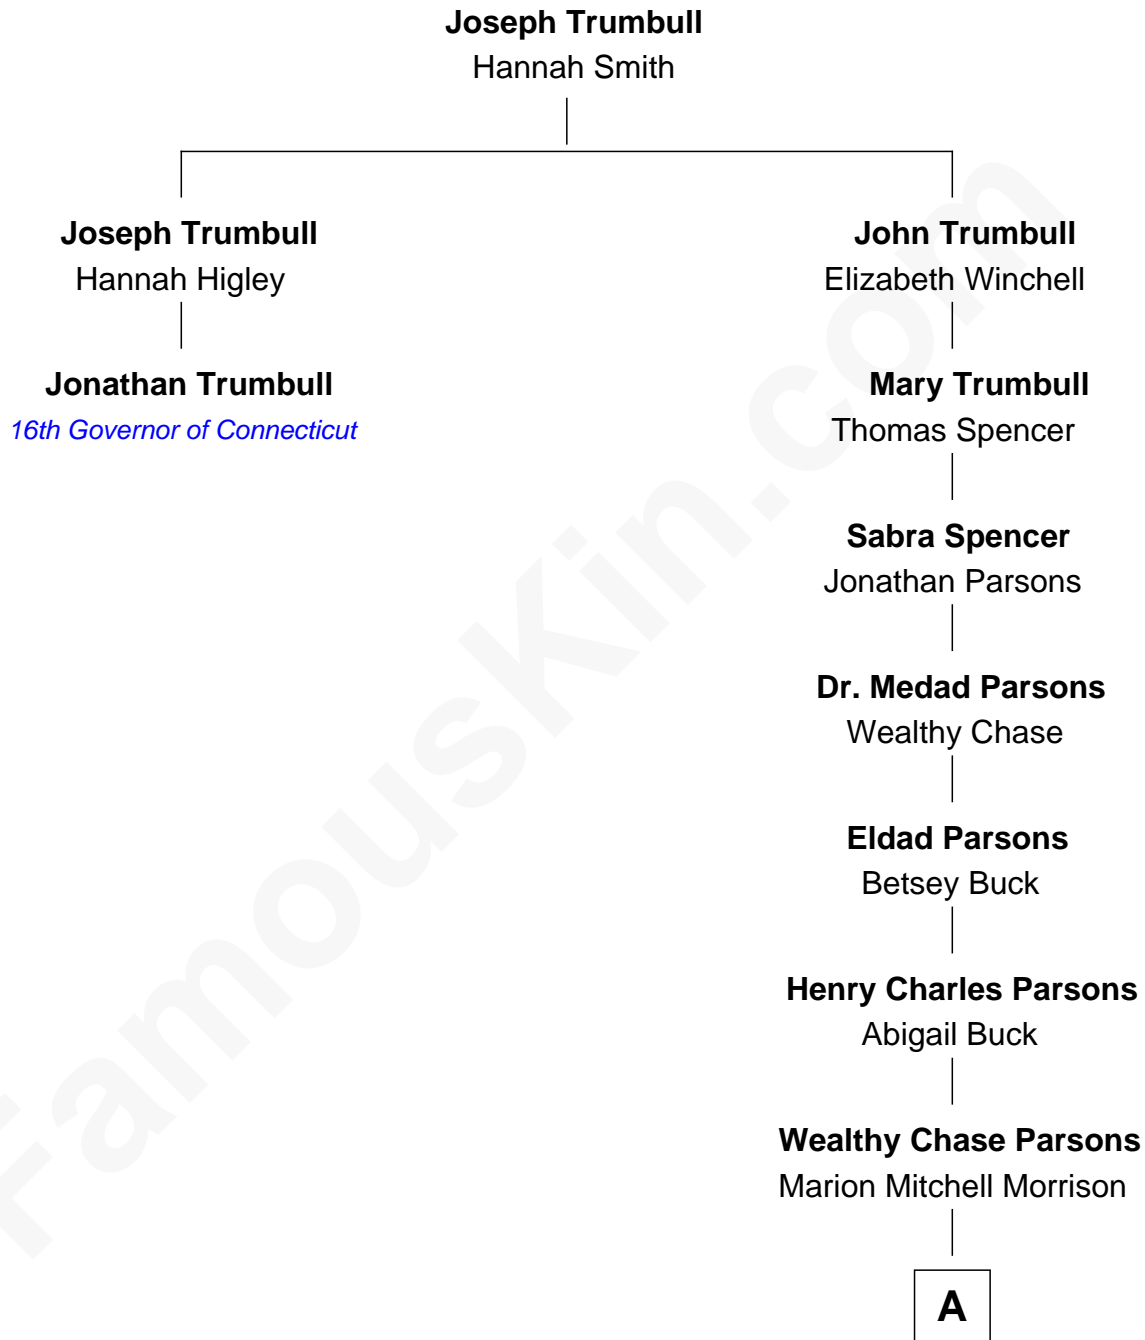 Joseph Trumbull
Hannah Smith
Joseph Trumbull
Hannah Higley
Jonathan Trumbull
16th Governor of Connecticut
John Trumbull
Elizabeth Winchell
Mary Trumbull
Thomas Spencer
Sabra Spencer
Jonathan Parsons
Dr. Medad Parsons
Wealthy Chase
Eldad Parsons
Betsey Buck
Henry Charles Parsons
Abigail Buck
Wealthy Chase Parsons
Marion Mitchell Morrison
A
FamousKin.com